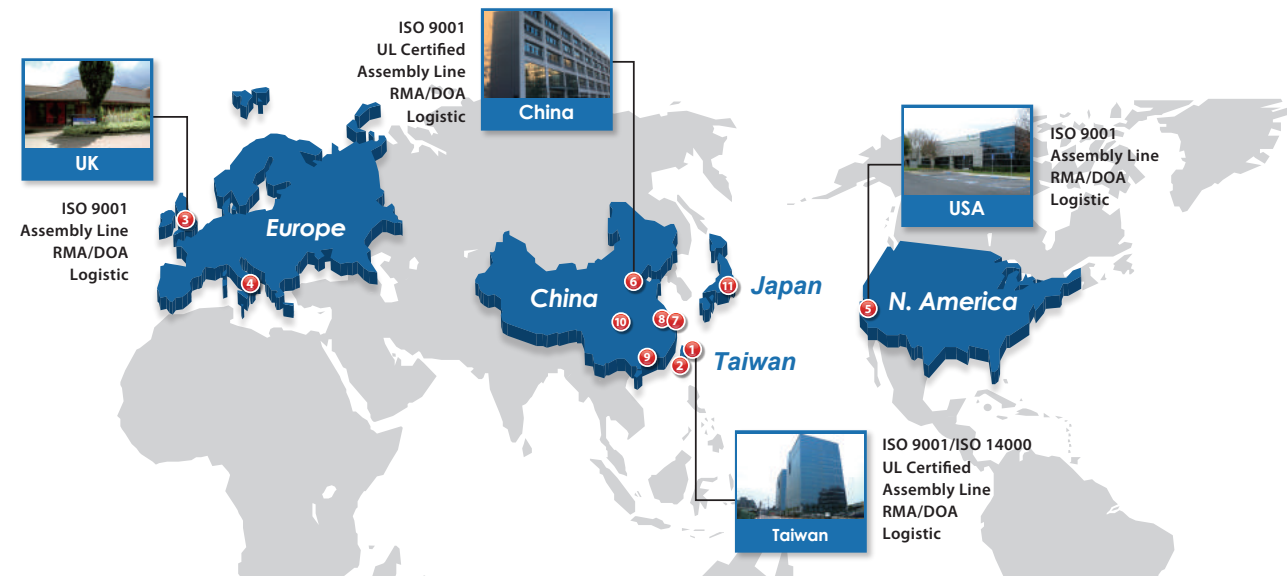 ISO 9001
UL Certified
Assembly Line
RMA/DOA
Logistic
China
UK
ISO 9001
Assembly Line
RMA/DOA
Logistic
USA
ISO 9001
Assembly Line
RMA/DOA
Logistic
3
Europe
4
6
China
10
8
7
9
1
2
11
Japan
Taiwan
5
N. America
Taiwan
ISO 9001/ISO 14000
UL Certified
Assembly Line
RMA/DOA
Logistic